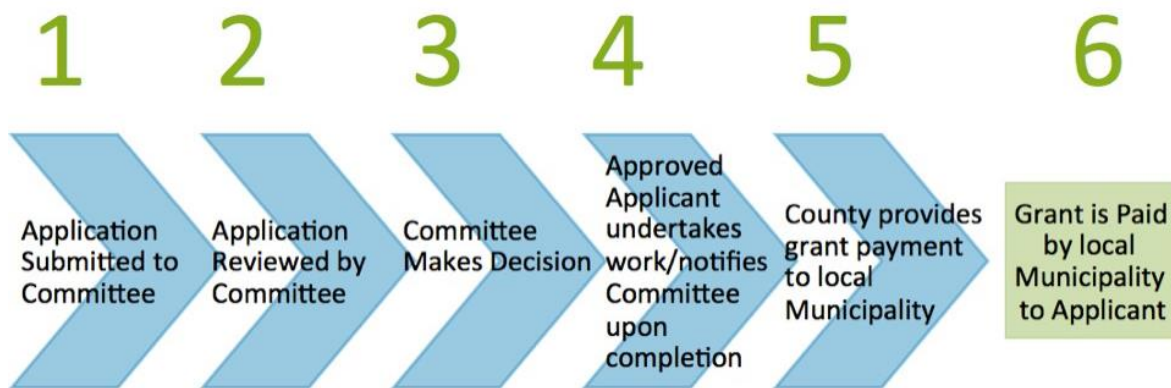 1
2
3
4
5
6
Application
Submitted to
Committee
Application
Reviewed by
Committee
Committee
Makes Decision
Approved
Applicant
undertakes
work/notifies
Committee
upon
completion
County provides
grant payment
to local
Municipality
Grant is Paid
by local
Municipality
to Applicant